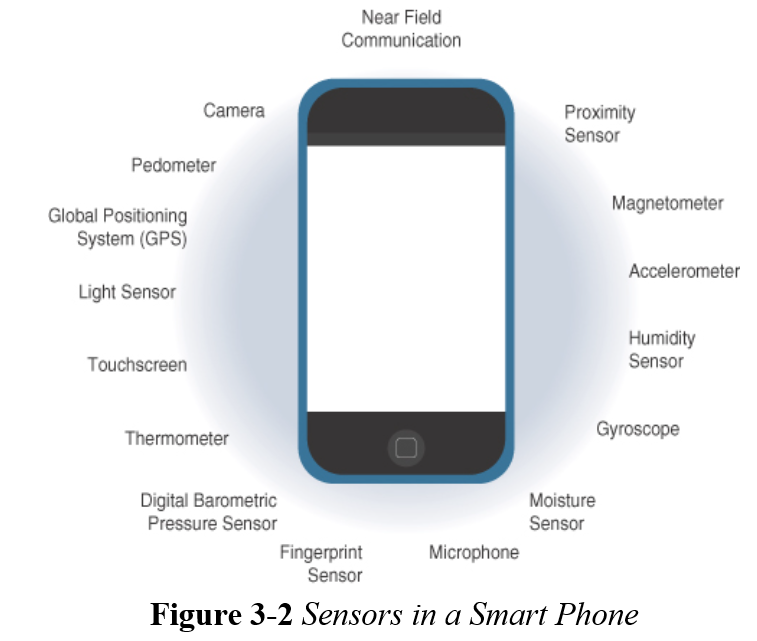 Near Field
Communication
Camera
Proximity
Sensor
Pedometer
Magnetometer
Global Positioning
System (GPS)
Accelerometer
Light Sensor
Humidity
Sensor
Touchscreen
Gyroscope
Thermometer
Digital Barometric
Pressure Sensor
Moisture
Sensor
Fingerprint
Sensor
Microphone
Figure 3-2 Sensors in a Smart Phone